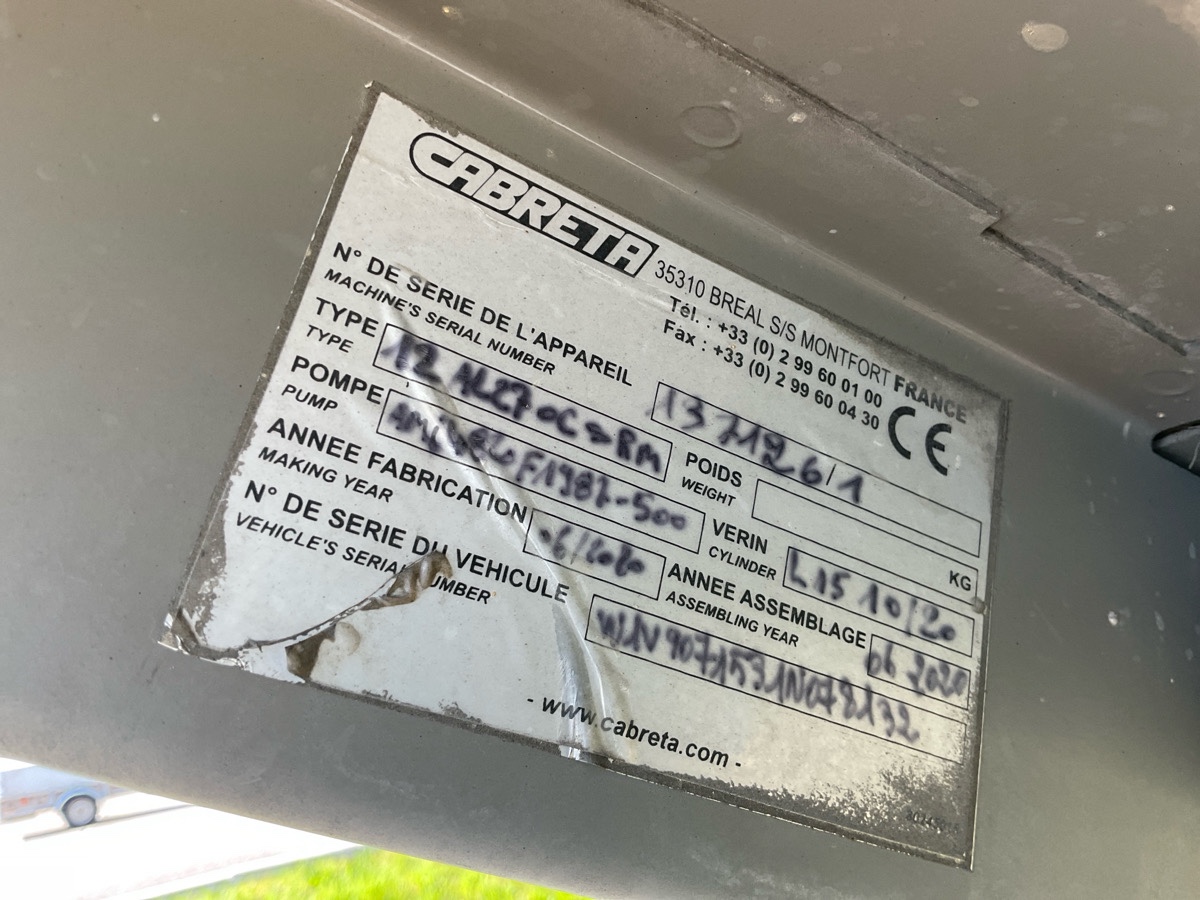 CABRETA
35310 BREAL S/S MONTFORT FRANCE
Tél. : +33 (0) 2 99 60 01 00
Fax : +33 (0) 2 99 60 04 30
CE
N° DE SERIE DE L'APPAREIL 137126/1
MACHINE'S SERIAL NUMBER
TYPE
TYPE
POIDS KG
WEIGHT
POMPE
PUMP
VERIN L15 10/20
CYLINDER
ANNEE FABRICATION 06/2020
MAKING YEAR
ANNEE ASSEMBLAGE 06 2020
ASSEMBLING YEAR
N° DE SERIE DU VEHICULE
VEHICLE'S SERIAL NUMBER
- www.cabreta.com -